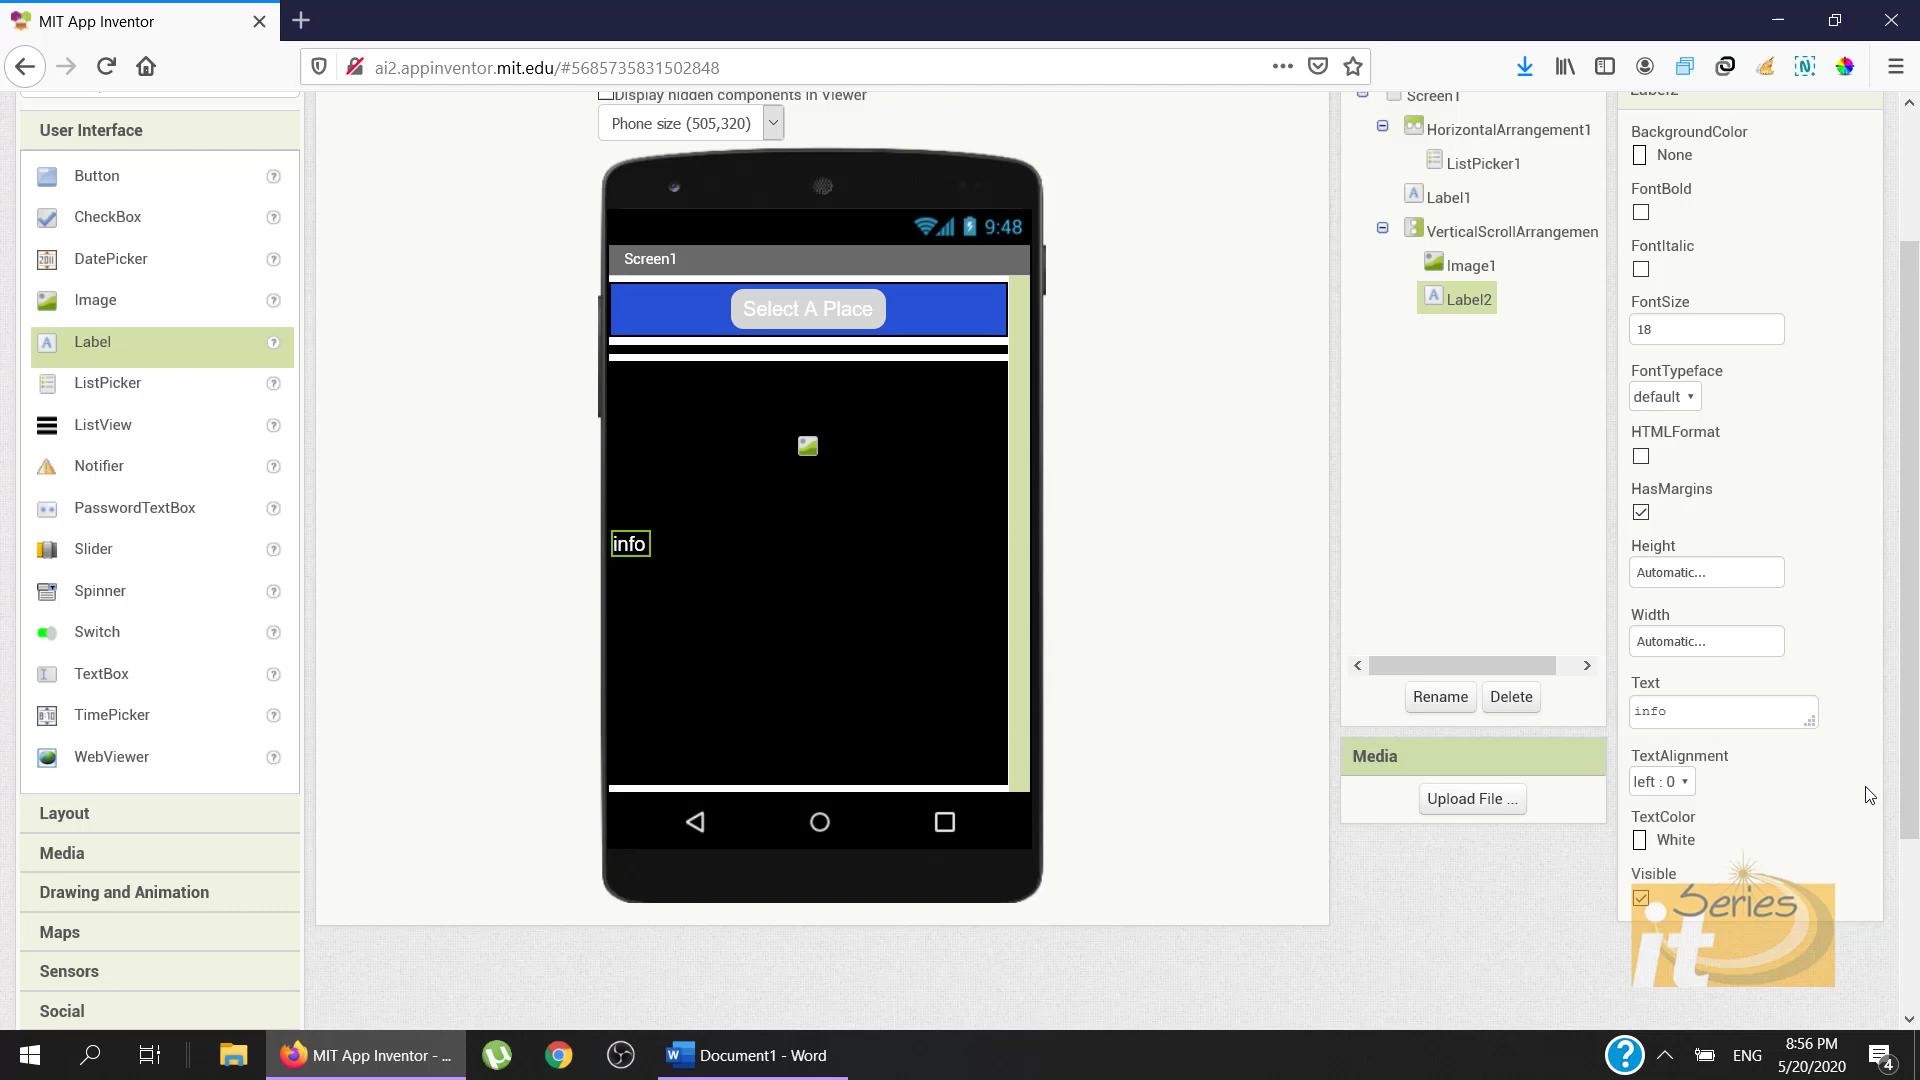 MIT App Inventor
ai2.appinventor.mit.edu/#5685735831502848
User Interface
Button
CheckBox
DatePicker
Image
Label
ListPicker
ListView
Notifier
PasswordTextBox
Slider
Spinner
Switch
TextBox
TimePicker
WebViewer
Layout
Media
Drawing and Animation
Maps
Sensors
Social
Display hidden components in Viewer
Phone size (505,320)
9:48
Screen1
Select A Place
info
Screen1
HorizontalArrangement1
ListPicker1
Label1
VerticalScrollArrangemen
Image1
Label2
Rename Delete
Media
Upload File ...
Label2
BackgroundColor
None
FontBold
FontItalic
FontSize
18
FontTypeface
default
HTMLFormat
HasMargins
Height
Automatic...
Width
Automatic...
Text
info
TextAlignment
left : 0
TextColor
White
Visible
Series
it
MIT App Inventor - ...
Document1 - Word
ENG
8:56 PM
5/20/2020
4